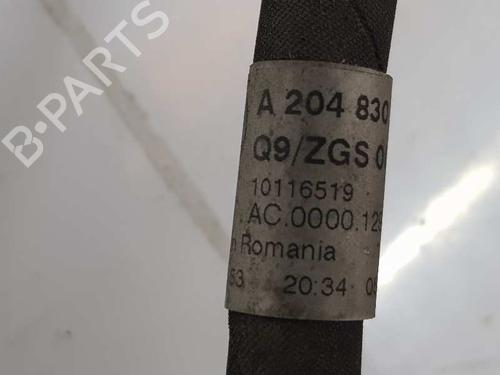 B-PARTS
A 204 830
Q9/ZGS 0
10116519
AC.0000.12
Romania
53 20:34 0